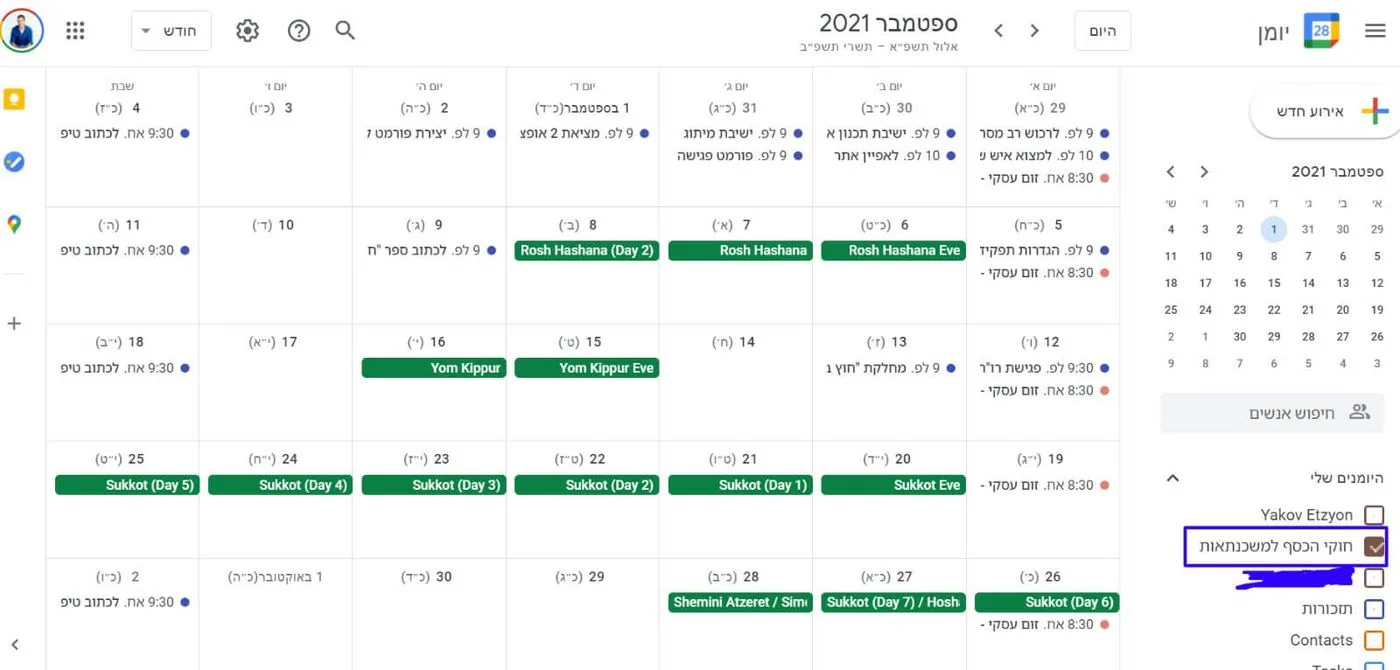 יומן
28
היום
ספטמבר 2021
אלול תשפ״א – תשרי תשפ״ב
חודש
אירוע חדש
ספטמבר 2021
א׳ ב׳ ג׳ ד׳ ה׳ ו׳ ש׳
29 30 31 1 2 3 4
5 6 7 8 9 10 11
12 13 14 15 16 17 18
19 20 21 22 23 24 25
26 27 28 29 30 1 2
3 4 5 6 7 8 9
חיפוש אנשים
היומנים שלי
Yakov Etzyon
חוקי הכסף למשכנתאות
תזכורות
Contacts
יום א׳ יום ב׳ יום ג׳ יום ד׳ יום ה׳ יום ו׳ שבת
29 (כ״א) 30 (כ״ב) 31 (כ״ג) 1 בספטמבר(כ״ד) 2 (כ״ה) 3 (כ״ו) 4 (כ״ז)
9 לפ. לרכוש רב מסר
10 לפ. למצוא איש ש
8:30 אח. זום עסקי -
9 לפ. ישיבת תכנון א
10 לפ. לאפיין אתר
9 לפ. ישיבת מיתוג
9 לפ. פורמט פגישה
9 לפ. מציאת 2 אופצ
9 לפ. יצירת פורמט ל
9:30 אח. לכתוב טיפ
5 (כ״ח) 6 (כ״ט) 7 (א׳) 8 (ב׳) 9 (ג׳) 10 (ד׳) 11 (ה׳)
9 לפ. הגדרות תפקיז
8:30 אח. זום עסקי -
Rosh Hashana Eve
Rosh Hashana
Rosh Hashana (Day 2)
9 לפ. לכתוב ספר "ח
9:30 אח. לכתוב טיפ
12 (ו׳) 13 (ז׳) 14 (ח׳) 15 (ט׳) 16 (י׳) 17 (י״א) 18 (י״ב)
9:30 לפ. פגישת רו"ר
8:30 אח. זום עסקי -
9 לפ. מחלקת "חוץ נ
Yom Kippur Eve
Yom Kippur
9:30 אח. לכתוב טיפ
19 (י״ג) 20 (י״ד) 21 (ט״ו) 22 (ט״ז) 23 (י״ז) 24 (י״ח) 25 (י״ט)
8:30 אח. זום עסקי -
Sukkot Eve
Sukkot (Day 1)
Sukkot (Day 2)
Sukkot (Day 3)
Sukkot (Day 4)
Sukkot (Day 5)
26 (כ׳) 27 (כ״א) 28 (כ״ב) 29 (כ״ג) 30 (כ״ד) 1 באוקטובר(כ״ה) 2 (כ״ו)
Sukkot (Day 6)
8:30 אח. זום עסקי -
Sukkot (Day 7) / Hosh
Shemini Atzeret / Sim
9:30 אח. לכתוב טיפ